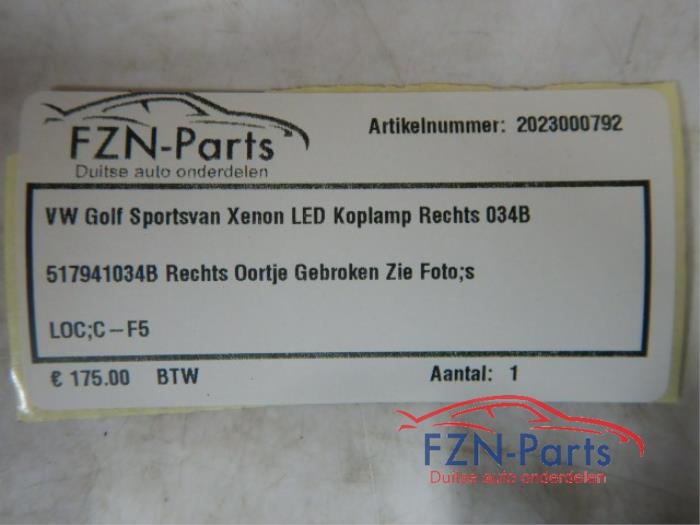 FZN-Parts
Duitse auto onderdelen
Artikelnummer: 2023000792
VW Golf Sportsvan Xenon LED Koplamp Rechts 034B
517941034B Rechts Oortje Gebroken Zie Foto;s
LOC;C-F5
€ 175.00 BTW
Aantal: 1
FZN-Parts
Duitse auto onderdelen